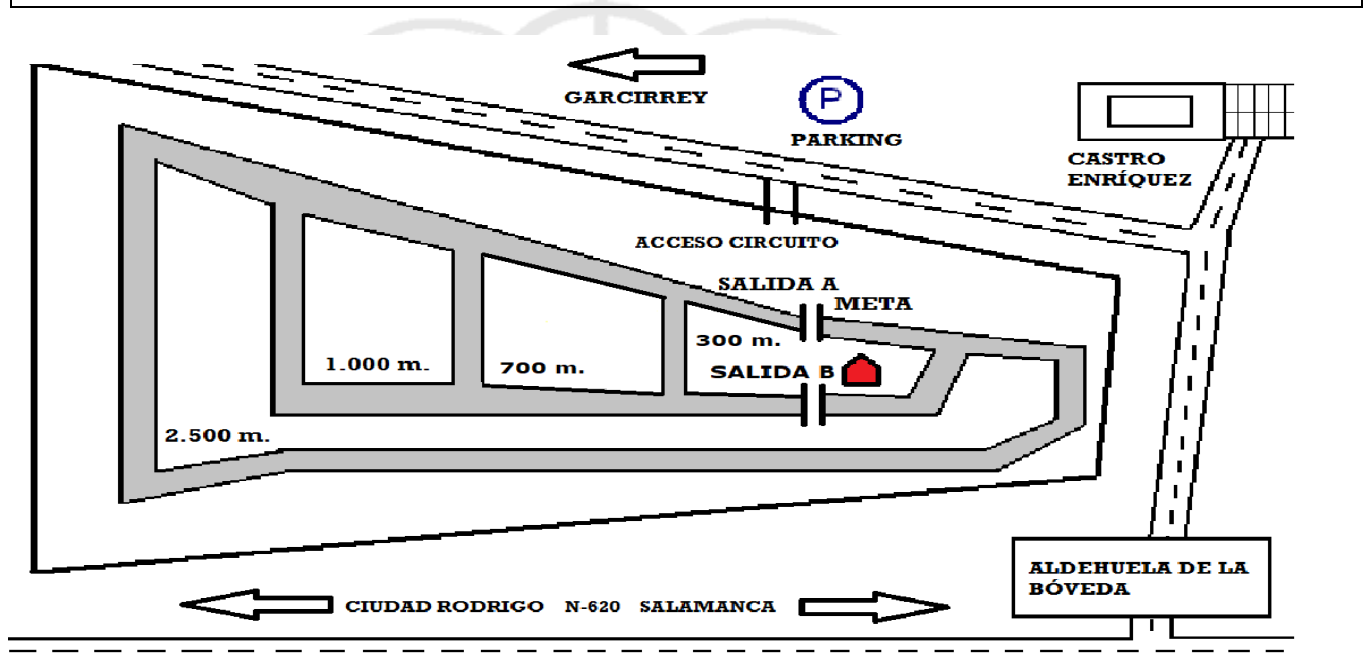 GARCIRREY
P
PARKING
CASTRO
ENRÍQUEZ
ACCESO CIRCUITO
SALIDA A
META
300 m.
1.000 m.
700 m.
SALIDA B
2.500 m.
ALDEHUELA DE LA
BÓVEDA
CIUDAD RODRIGO N-620 SALAMANCA